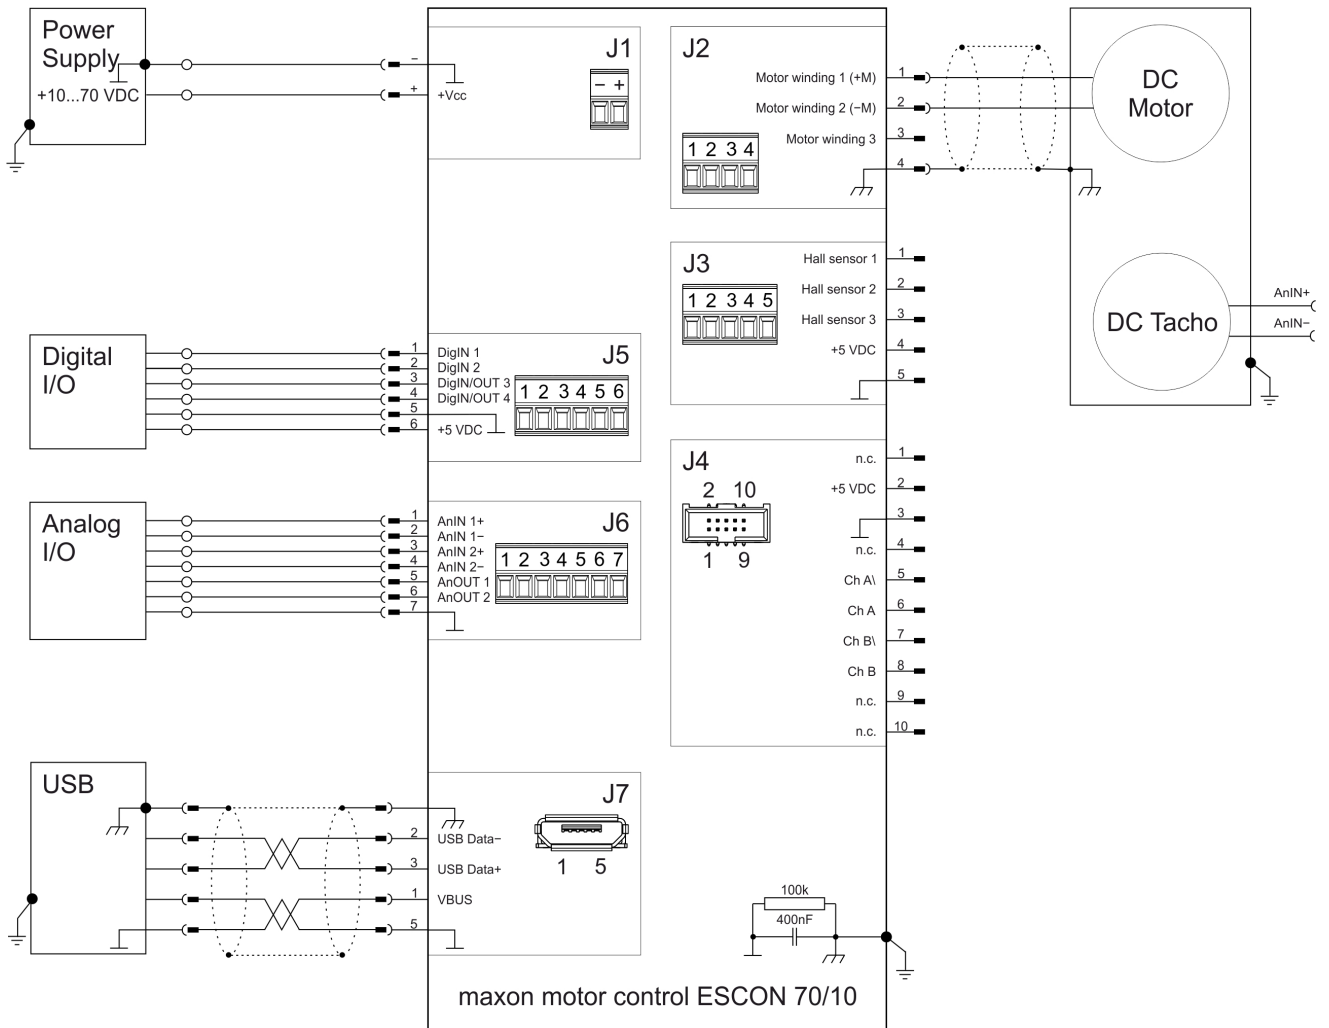 Power
Supply
+10...70 VDC
−
+
+Vcc
J1
− +
J2
Motor winding 1 (+M)
1
Motor winding 2 (−M)
2
Motor winding 3
3
4
1 2 3 4
DC
Motor
J3
Hall sensor 1
1
Hall sensor 2
2
Hall sensor 3
3
+5 VDC
4
5
1 2 3 4 5
DC Tacho
AnIN+
AnIN−
Digital
I/O
1
DigIN 1
2
DigIN 2
3
DigIN/OUT 3
4
DigIN/OUT 4
5
6
+5 VDC
J5
1 2 3 4 5 6
J4
2 10
1 9
n.c.
1
+5 VDC
2
3
n.c.
4
Ch A\
5
Ch A
6
Ch B\
7
Ch B
8
n.c.
9
n.c.
10
Analog
I/O
1
AnIN 1+
2
AnIN 1−
3
AnIN 2+
4
AnIN 2−
5
AnOUT 1
6
AnOUT 2
7
J6
1 2 3 4 5 6 7
USB
2
USB Data−
3
USB Data+
1
VBUS
5
J7
1 5
100k
400nF
maxon motor control ESCON 70/10